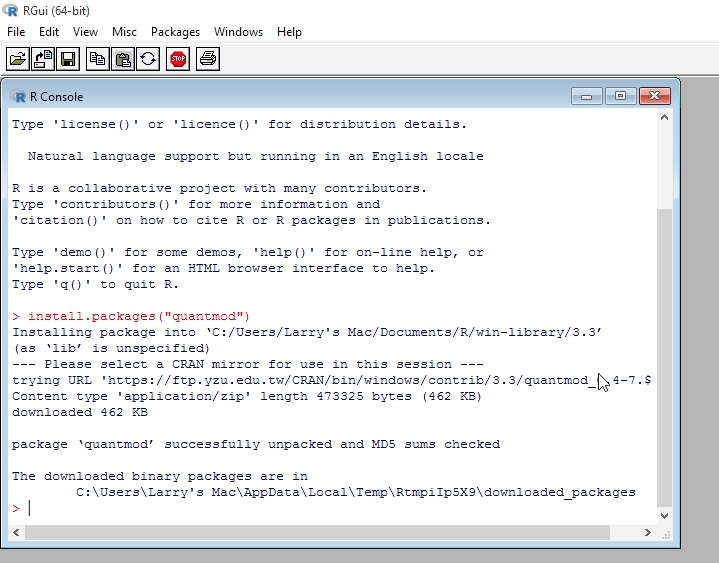 RGui (64-bit)
File Edit View Misc Packages Windows Help
STOP
R Console
Type 'license()' or 'licence()' for distribution details.
Natural language support but running in an English locale
R is a collaborative project with many contributors.
Type 'contributors()' for more information and
'citation()' on how to cite R or R packages in publications.
Type 'demo()' for some demos, 'help()' for on-line help, or
'help.start()' for an HTML browser interface to help.
Type 'q()' to quit R.
> install.packages("quantmod")
Installing package into ‘C:/Users/Larry's Mac/Documents/R/win-library/3.3’
(as ‘lib’ is unspecified)
--- Please select a CRAN mirror for use in this session ---
trying URL 'https://ftp.yzu.edu.tw/CRAN/bin/windows/contrib/3.3/quantmod_ 4-7.$
Content type 'application/zip' length 473325 bytes (462 KB)
downloaded 462 KB
package ‘quantmod’ successfully unpacked and MD5 sums checked
The downloaded binary packages are in
C:\Users\Larry's Mac\AppData\Local\Temp\RtmpiIp5X9\downloaded_packages
>